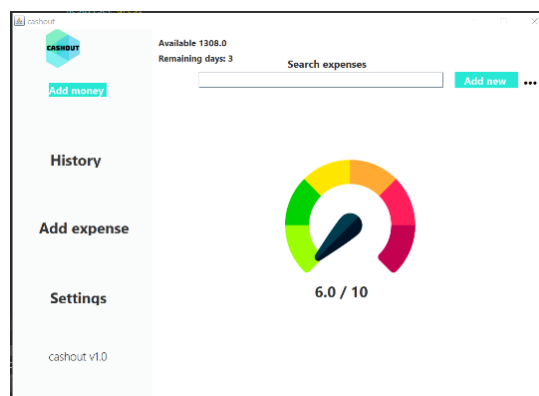 cashout
CASHOUT
Available 1308.0
Remaining days: 3
Search expenses
Add money
Add new
...
History
Add expense
Settings
6.0 / 10
cashout v1.0